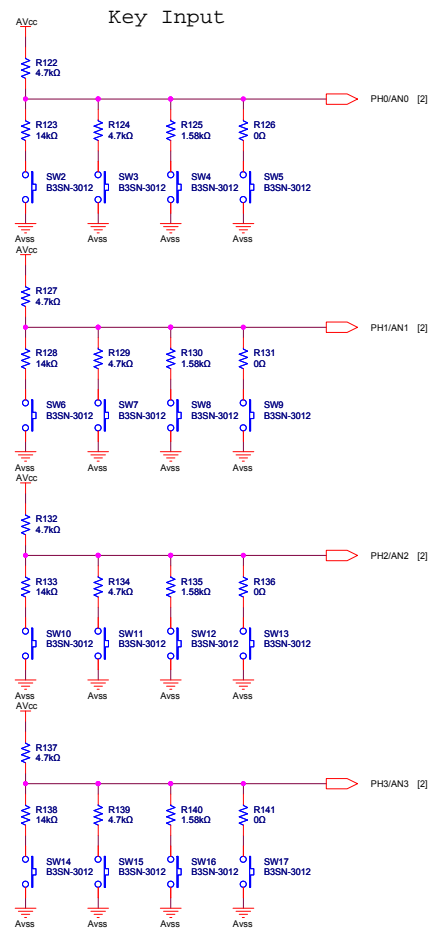 Key Input
AVcc
R122
4.7kΩ
PH0/AN0 [2]
R123 R124 R125 R126
14kΩ 4.7kΩ 1.58kΩ 0Ω
SW2 SW3 SW4 SW5
B3SN-3012 B3SN-3012 B3SN-3012 B3SN-3012
Avss Avss Avss Avss
AVcc
R127
4.7kΩ
PH1/AN1 [2]
R128 R129 R130 R131
14kΩ 4.7kΩ 1.58kΩ 0Ω
SW6 SW7 SW8 SW9
B3SN-3012 B3SN-3012 B3SN-3012 B3SN-3012
Avss Avss Avss Avss
AVcc
R132
4.7kΩ
PH2/AN2 [2]
R133 R134 R135 R136
14kΩ 4.7kΩ 1.58kΩ 0Ω
SW10 SW11 SW12 SW13
B3SN-3012 B3SN-3012 B3SN-3012 B3SN-3012
Avss Avss Avss Avss
AVcc
R137
4.7kΩ
PH3/AN3 [2]
R138 R139 R140 R141
14kΩ 4.7kΩ 1.58kΩ 0Ω
SW14 SW15 SW16 SW17
B3SN-3012 B3SN-3012 B3SN-3012 B3SN-3012
Avss Avss Avss Avss